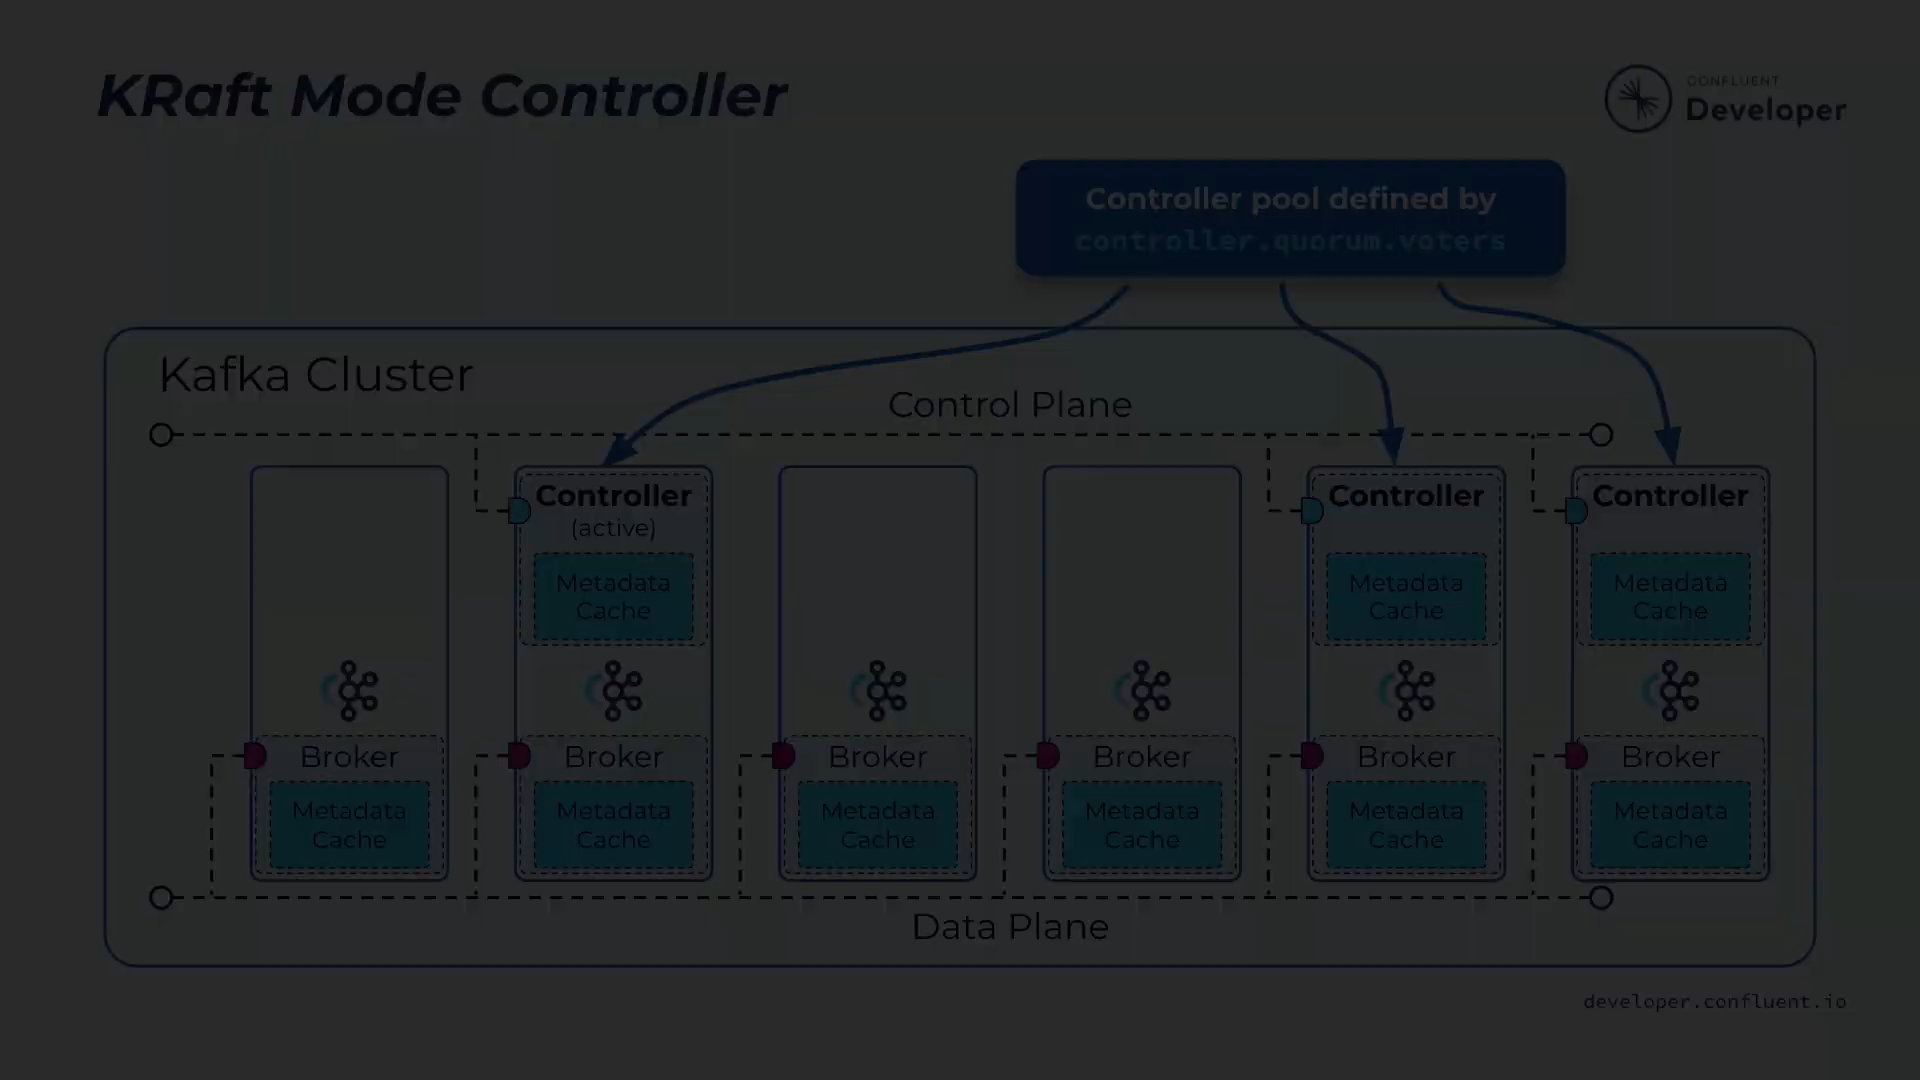 KRaft Mode Controller
CONFLUENT
Developer
Controller pool defined by
controller.quorum.voters
Kafka Cluster
Control Plane
Controller
(active)
Metadata
Cache
Controller
Metadata
Cache
Controller
Metadata
Cache
Broker
Metadata
Cache
Broker
Metadata
Cache
Broker
Metadata
Cache
Broker
Metadata
Cache
Broker
Metadata
Cache
Broker
Metadata
Cache
Data Plane
developer.confluent.io